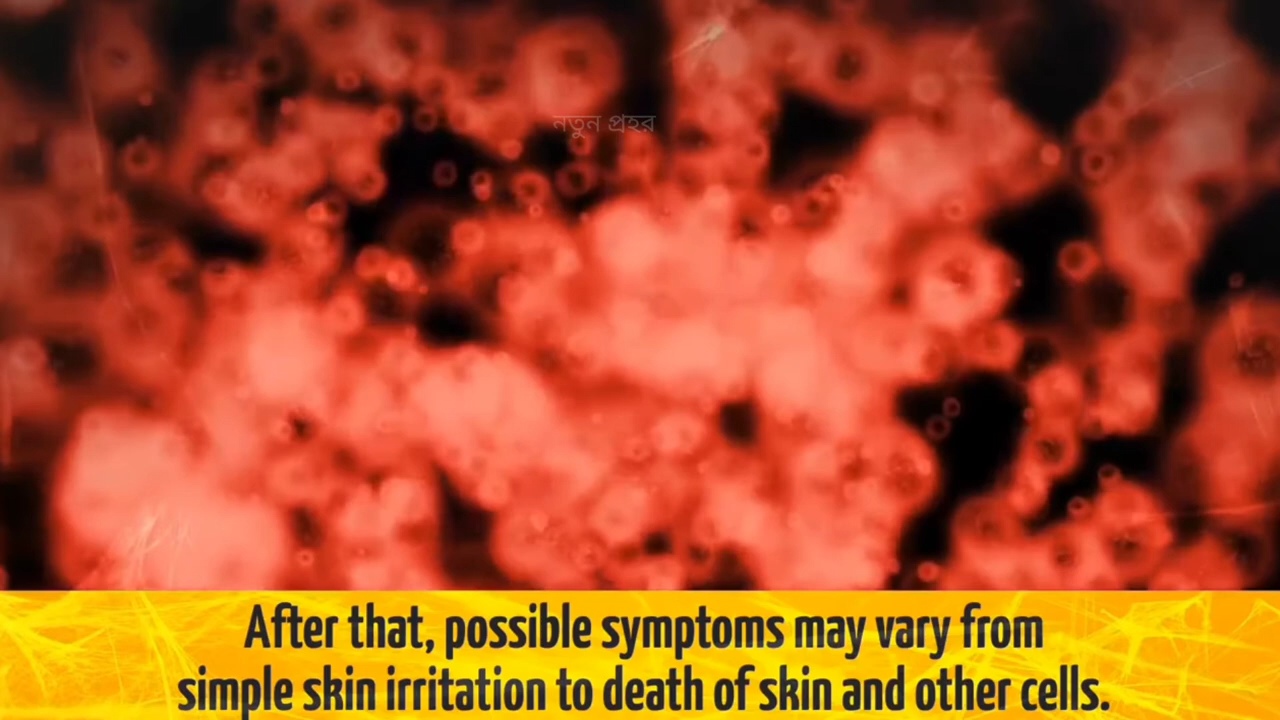 নতুন প্রহর
After that, possible symptoms may vary from
simple skin irritation to death of skin and other cells.